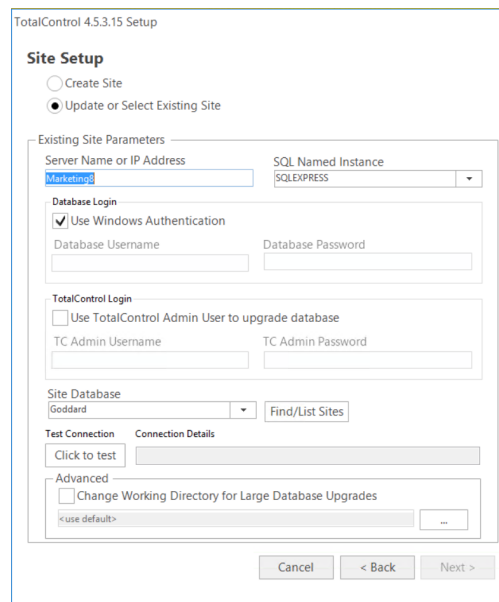 TotalControl 4.5.3.15 Setup
Site Setup
Create Site
Update or Select Existing Site
Existing Site Parameters
Server Name or IP Address SQL Named Instance
Marketing8 SQLEXPRESS
Database Login
Use Windows Authentication
Database Username Database Password
TotalControl Login
Use TotalControl Admin User to upgrade database
TC Admin Username TC Admin Password
Site Database
Goddard Find/List Sites
Test Connection Connection Details
Click to test
Advanced
Change Working Directory for Large Database Upgrades
<use default> ...
Cancel < Back Next >